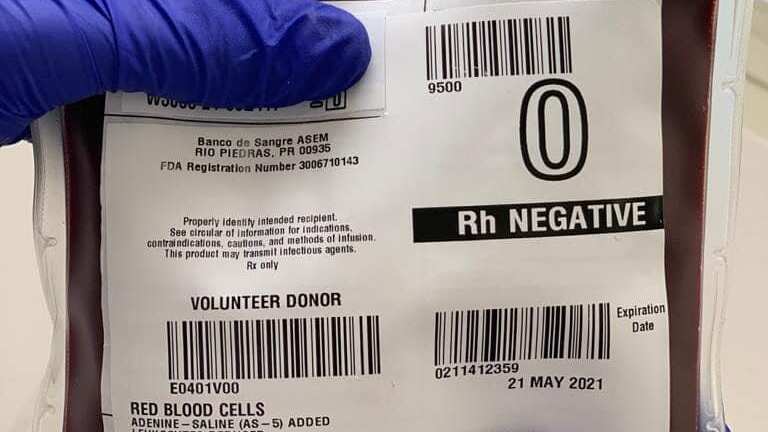 9500
0
Banco de Sangre ASEM
RIO PIEDRAS, PR 00935
FDA Registration Number 3006710143
Rh NEGATIVE
Properly identify intended recipient.
See circular of information for indications,
contraindications, cautions, and methods of infusion.
This product may transmit infectious agents.
Rx only
VOLUNTEER DONOR
E0401V00
Expiration
Date
0211412359
21 MAY 2021
RED BLOOD CELLS
ADENINE-SALINE (AS-5) ADDED